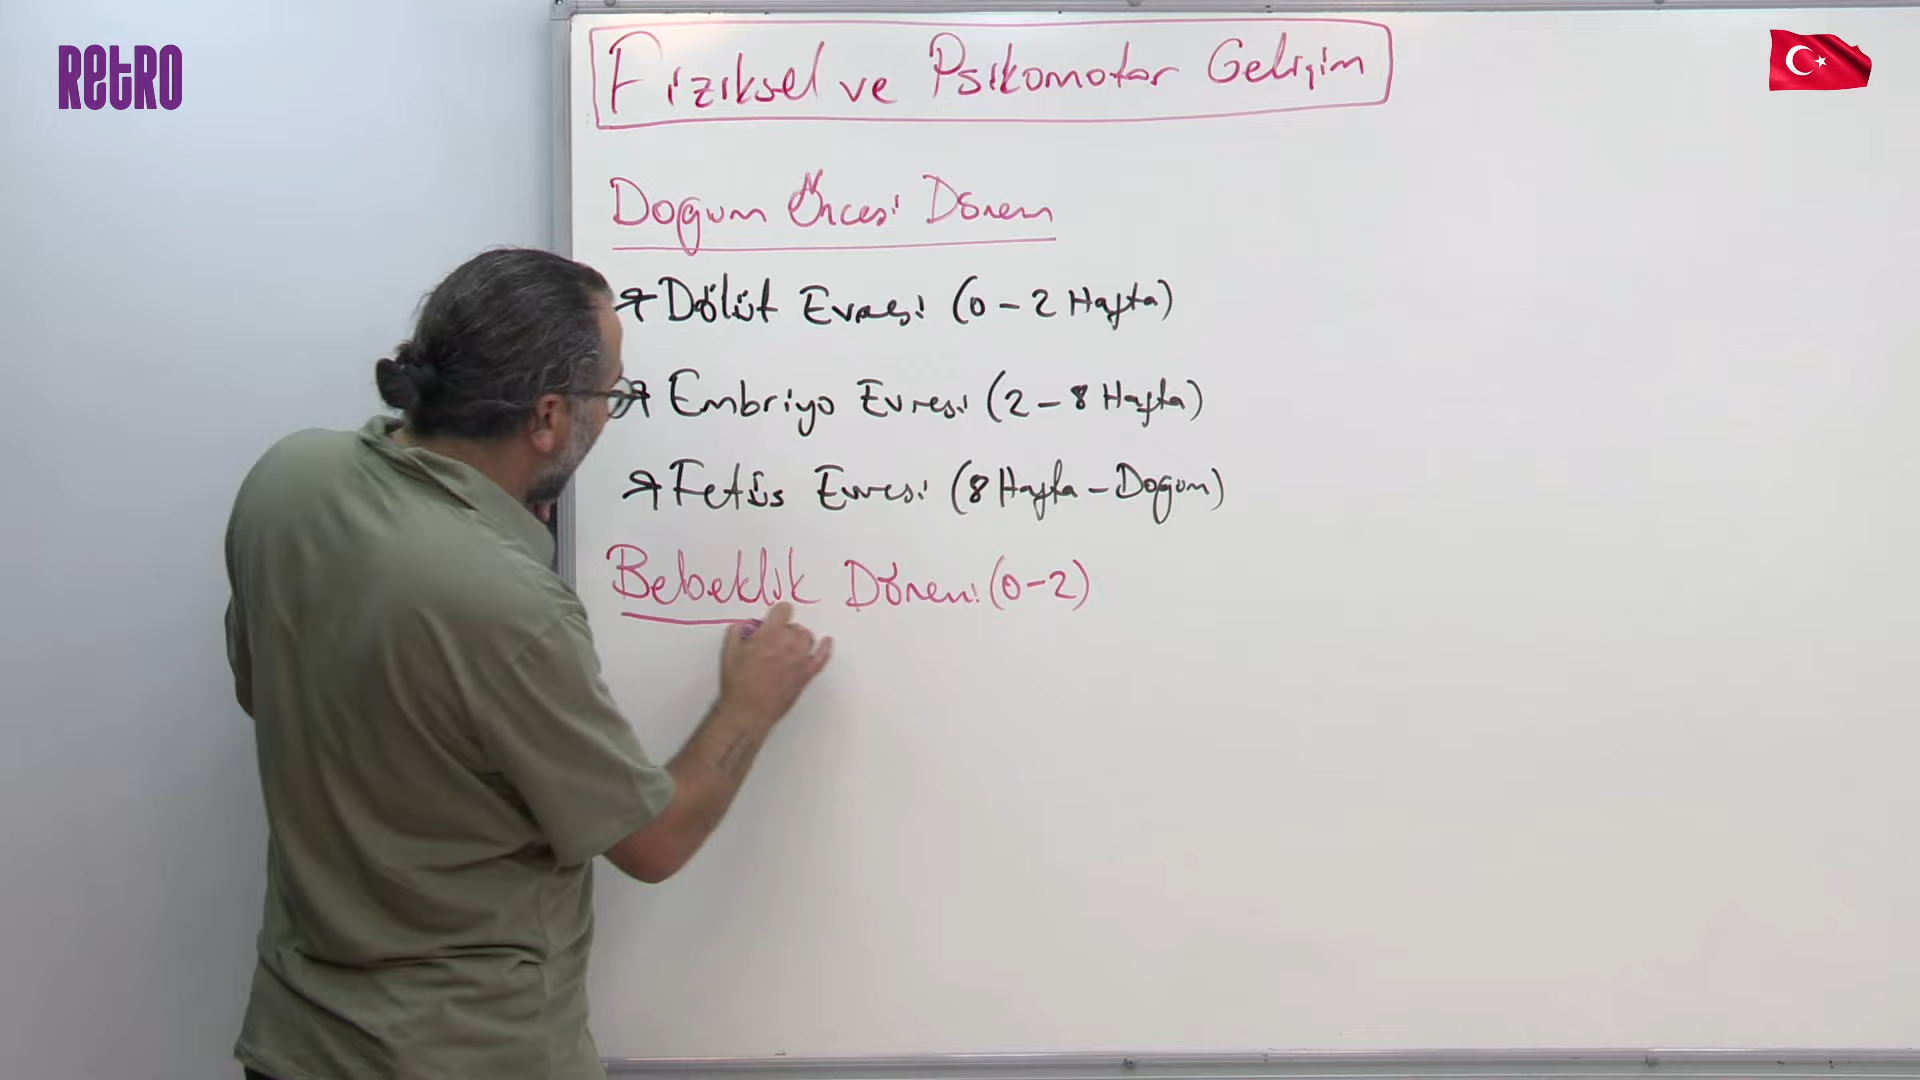 RETRO
Fiziksel ve Psikomotor Gelişim
Doğum Öncesi Dönem
Dölüt Evresi (0-2 Hafta)
Embriyo Evresi (2-8 Hafta)
Fetüs Evresi (8 Hafta - Doğum)
Bebeklik Dönemi (0-2)